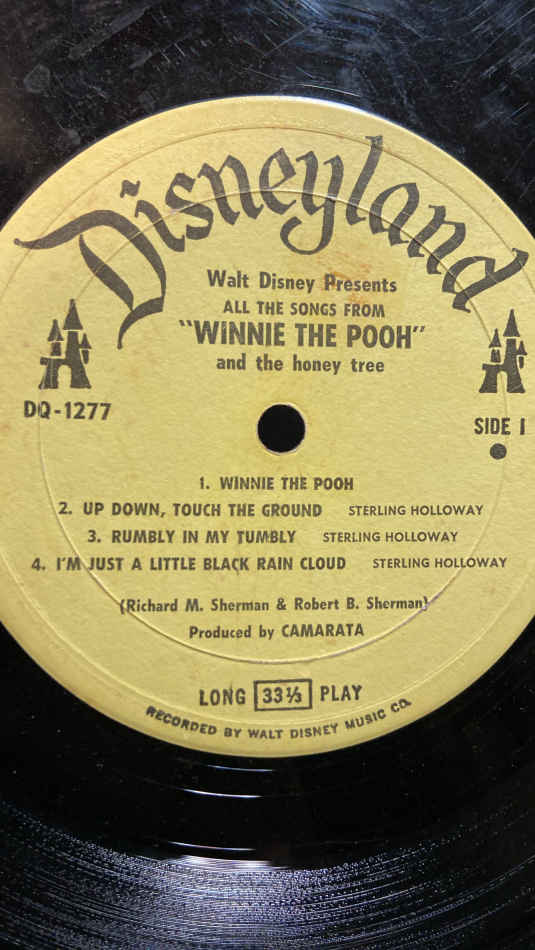 Disneyland
Walt Disney Presents
ALL THE SONGS FROM
"WINNIE THE POOH"
and the honey tree
DQ-1277
SIDE 1
1. WINNIE THE POOH
2. UP DOWN, TOUCH THE GROUND STERLING HOLLOWAY
3. RUMBLY IN MY TUMBLY STERLING HOLLOWAY
4. I'M JUST A LITTLE BLACK RAIN CLOUD STERLING HOLLOWAY
(Richard M. Sherman & Robert B. Sherman)
Produced by CAMARATA
LONG 33⅓ PLAY
RECORDED BY WALT DISNEY MUSIC CO.